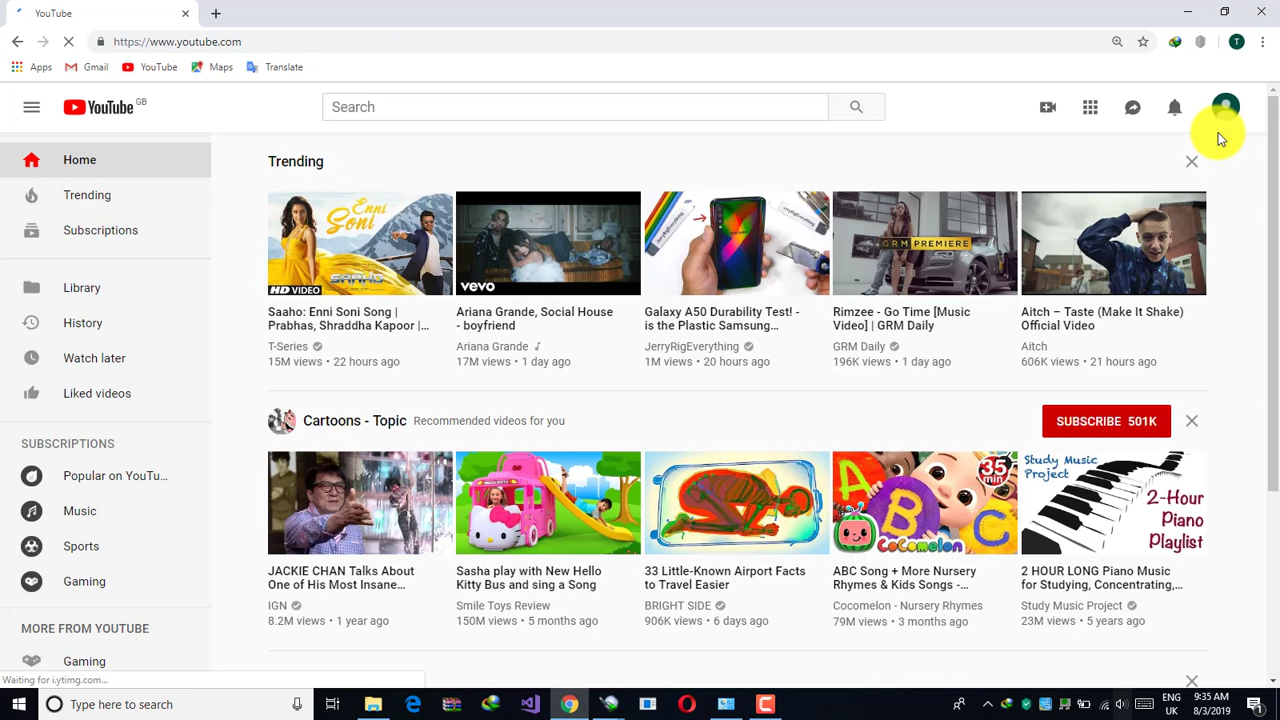 YouTube
https://www.youtube.com
T
Apps
Gmail
YouTube
Maps
Translate
YouTube GB
Search
Home
Trending
Subscriptions
Library
History
Watch later
Liked videos
SUBSCRIPTIONS
Popular on YouTu...
Music
Sports
Gaming
MORE FROM YOUTUBE
Gaming
Trending
Enni
Soni
SAAHO
HD VIDEO
vevo
JerryRigEverything
GRM PREMIERE
Saaho: Enni Soni Song |
Prabhas, Shraddha Kapoor |...
T-Series
15M views • 22 hours ago
Ariana Grande, Social House
- boyfriend
Ariana Grande
17M views • 1 day ago
Galaxy A50 Durability Test! -
is the Plastic Samsung...
JerryRigEverything
1M views • 20 hours ago
Rimzee - Go Time [Music
Video] | GRM Daily
GRM Daily
196K views • 1 day ago
Aitch – Taste (Make It Shake)
Official Video
Aitch
606K views • 21 hours ago
Cartoons - Topic
Recommended videos for you
SUBSCRIBE 501K
HELLO KITTY
A B C
35
min
CoComelon
Study Music
Project
2-Hour
Piano
Playlist
JACKIE CHAN Talks About
One of His Most Insane...
IGN
8.2M views • 1 year ago
Sasha play with New Hello
Kitty Bus and sing a Song
Smile Toys Review
150M views • 5 months ago
33 Little-Known Airport Facts
to Travel Easier
BRIGHT SIDE
906K views • 6 days ago
ABC Song + More Nursery
Rhymes & Kids Songs -...
Cocomelon - Nursery Rhymes
79M views • 3 months ago
2 HOUR LONG Piano Music
for Studying, Concentrating,...
Study Music Project
23M views • 5 years ago
Waiting for i.ytimg.com...
Type here to search
ENG
UK
9:35 AM
8/3/2019